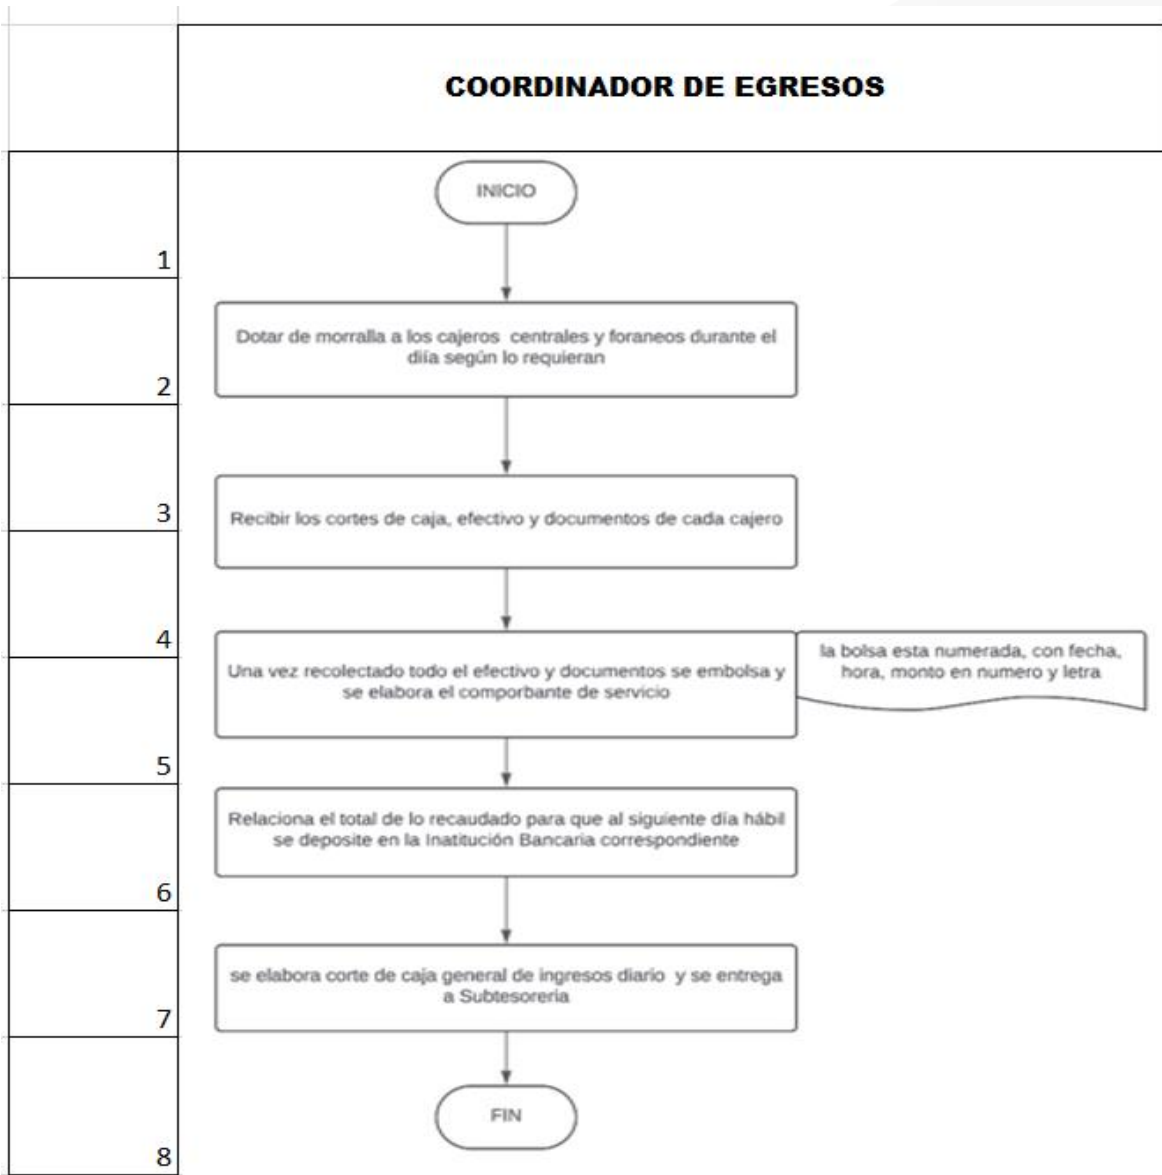 COORDINADOR DE EGRESOS
INICIO
1
Dotar de morralla a los cajeros centrales y foraneos durante el
diía según lo requieran
2
3
Recibir los cortes de caja, efectivo y documentos de cada cajero
4
Una vez recolectado todo el efectivo y documentos se embolsa y
se elabora el comporbante de servicio
la bolsa esta numerada, con fecha,
hora, monto en numero y letra
5
Relaciona el total de lo recaudado para que al siguiente día hábil
se deposite en la Inatitución Bancaria correspondiente
6
se elabora corte de caja general de ingresos diario y se entrega
a Subtesoreria
7
FIN
8